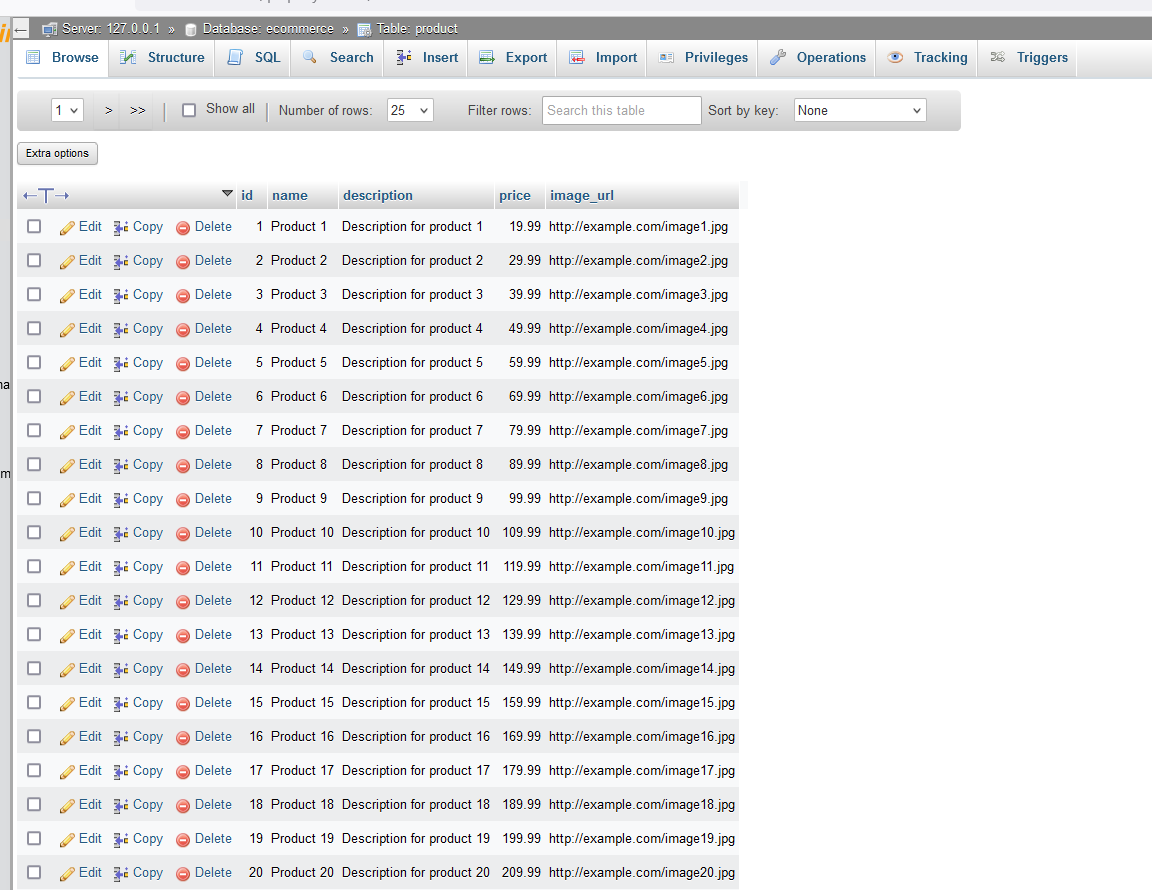 Server: 127.0.0.1 » Database: ecommerce » Table: product
Browse Structure SQL Search Insert Export Import Privileges Operations Tracking Triggers
1 > >> | Show all | Number of rows: 25 Filter rows: Search this table Sort by key: None
Extra options
←T→ id name description price image_url
Edit Copy Delete 1 Product 1 Description for product 1 19.99 http://example.com/image1.jpg
Edit Copy Delete 2 Product 2 Description for product 2 29.99 http://example.com/image2.jpg
Edit Copy Delete 3 Product 3 Description for product 3 39.99 http://example.com/image3.jpg
Edit Copy Delete 4 Product 4 Description for product 4 49.99 http://example.com/image4.jpg
Edit Copy Delete 5 Product 5 Description for product 5 59.99 http://example.com/image5.jpg
Edit Copy Delete 6 Product 6 Description for product 6 69.99 http://example.com/image6.jpg
Edit Copy Delete 7 Product 7 Description for product 7 79.99 http://example.com/image7.jpg
Edit Copy Delete 8 Product 8 Description for product 8 89.99 http://example.com/image8.jpg
Edit Copy Delete 9 Product 9 Description for product 9 99.99 http://example.com/image9.jpg
Edit Copy Delete 10 Product 10 Description for product 10 109.99 http://example.com/image10.jpg
Edit Copy Delete 11 Product 11 Description for product 11 119.99 http://example.com/image11.jpg
Edit Copy Delete 12 Product 12 Description for product 12 129.99 http://example.com/image12.jpg
Edit Copy Delete 13 Product 13 Description for product 13 139.99 http://example.com/image13.jpg
Edit Copy Delete 14 Product 14 Description for product 14 149.99 http://example.com/image14.jpg
Edit Copy Delete 15 Product 15 Description for product 15 159.99 http://example.com/image15.jpg
Edit Copy Delete 16 Product 16 Description for product 16 169.99 http://example.com/image16.jpg
Edit Copy Delete 17 Product 17 Description for product 17 179.99 http://example.com/image17.jpg
Edit Copy Delete 18 Product 18 Description for product 18 189.99 http://example.com/image18.jpg
Edit Copy Delete 19 Product 19 Description for product 19 199.99 http://example.com/image19.jpg
Edit Copy Delete 20 Product 20 Description for product 20 209.99 http://example.com/image20.jpg